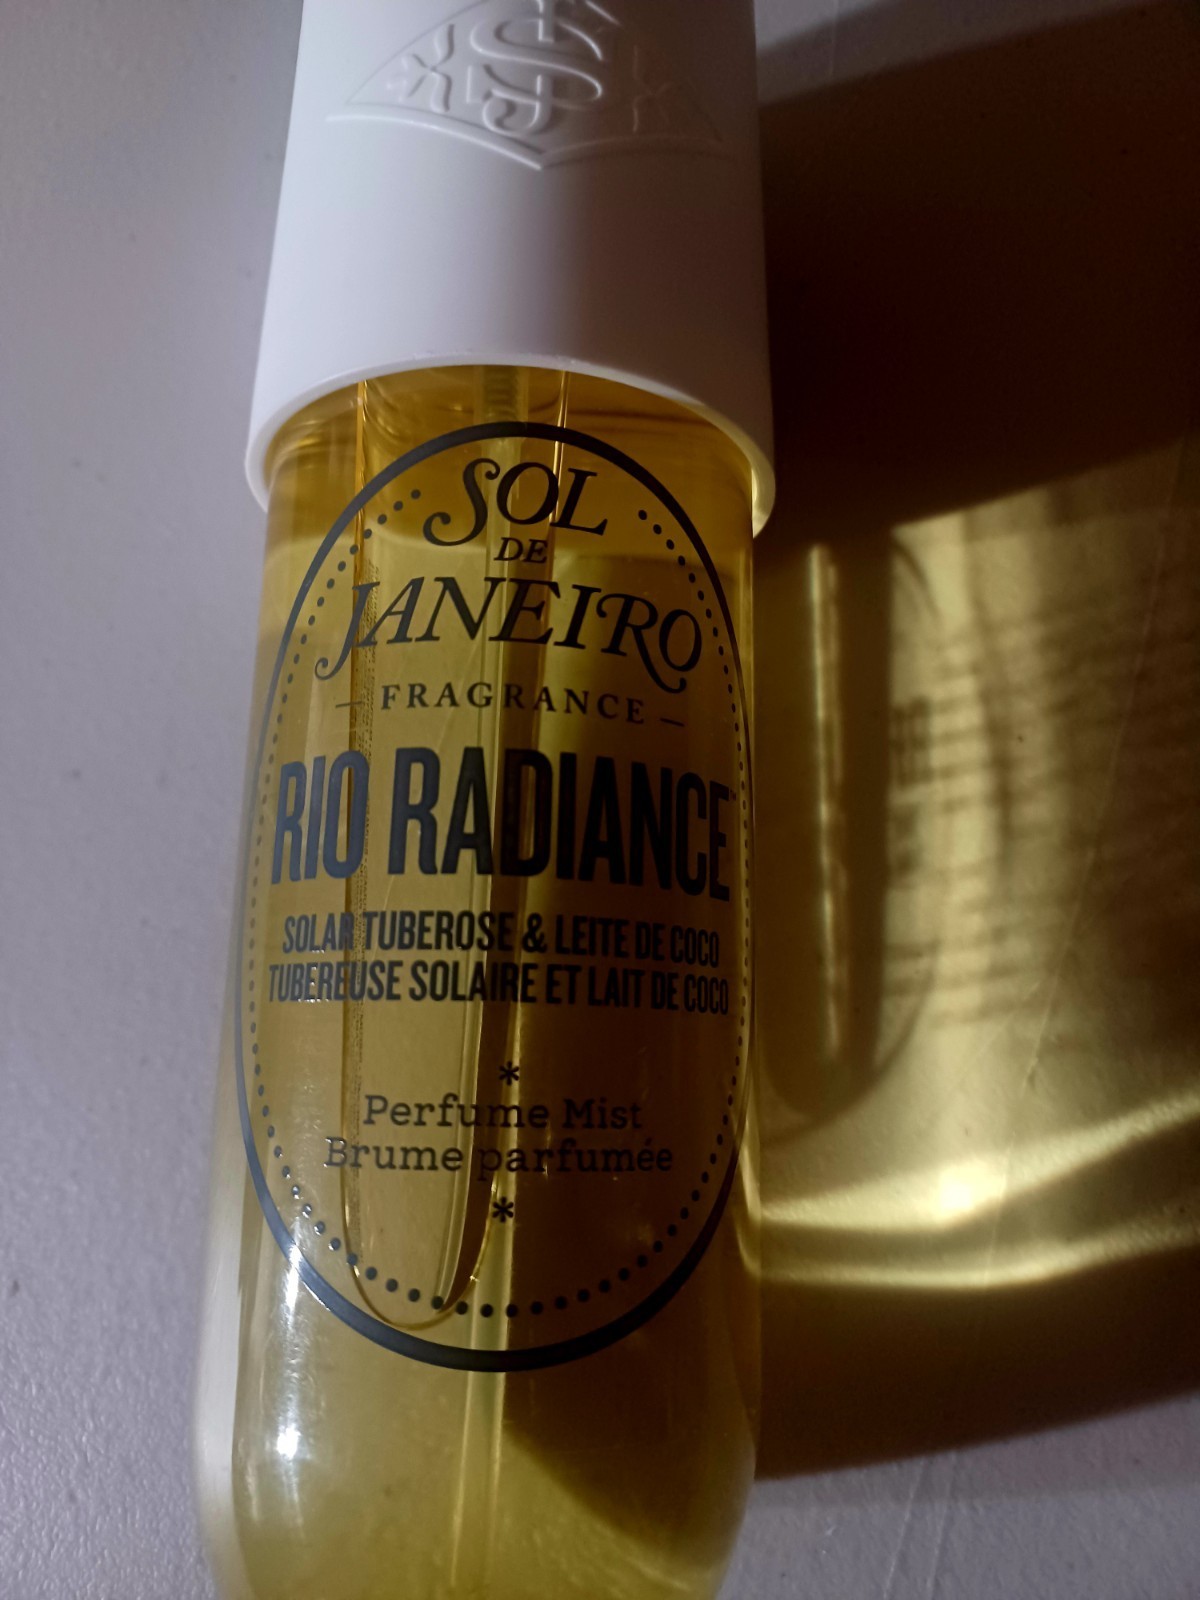 SOL
DE
JANEIRO
— FRAGRANCE —
RIO RADIANCE™
SOLAR TUBEROSE & LEITE DE COCO
TUBEREUSE SOLAIRE ET LAIT DE COCO
*
Perfume Mist
Brume parfumée
*